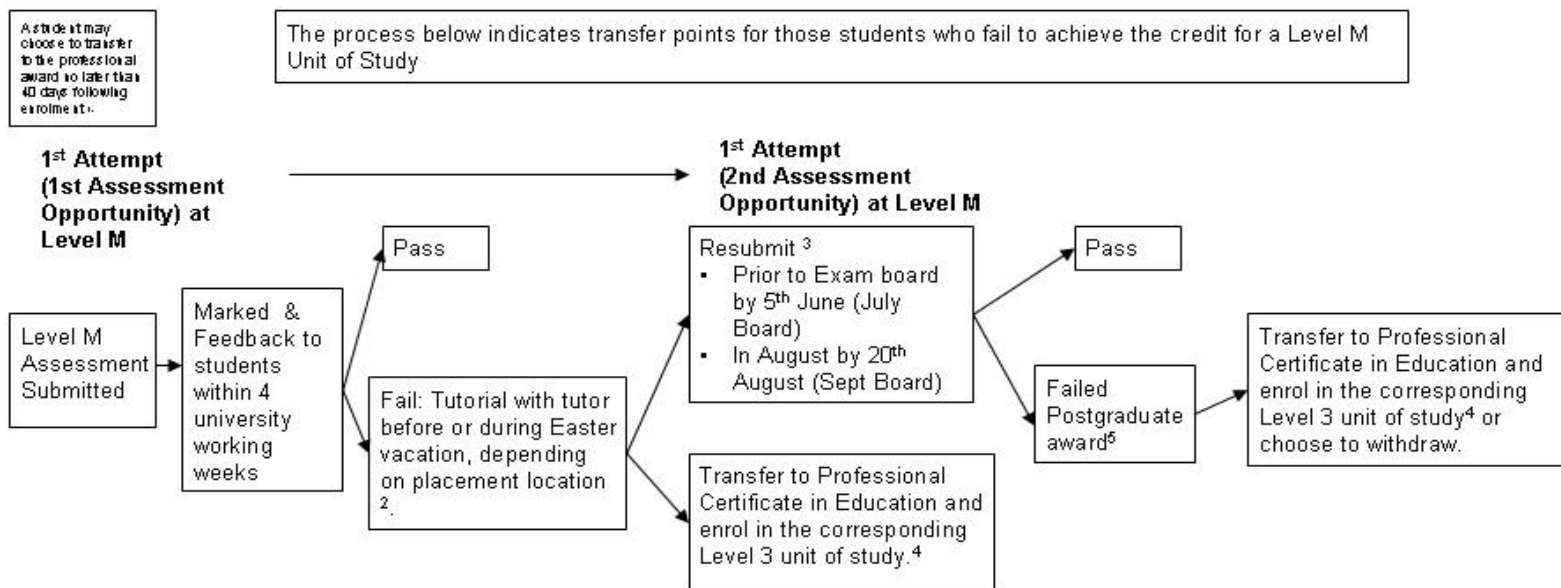 A student may
choose to transfer
to the professional
award no later than
40 days following
enrolment 1.
The process below indicates transfer points for those students who fail to achieve the credit for a Level M
Unit of Study
1st Attempt
(1st Assessment
Opportunity) at
Level M
1st Attempt
(2nd Assessment
Opportunity) at Level M
Level M
Assessment
Submitted
Marked & 
Feedback to
students
within 4
university
working
weeks
Pass
Fail: Tutorial with tutor
before or during Easter
vacation, depending
on placement location
2.
Resubmit 3
▪ Prior to Exam board
by 5th June (July
Board)
▪ In August by 20th
August (Sept Board)
Transfer to Professional
Certificate in Education and
enrol in the corresponding
Level 3 unit of study.4
Pass
Failed
Postgraduate
award5
Transfer to Professional
Certificate in Education and
enrol in the corresponding
Level 3 unit of study4 or
choose to withdraw.